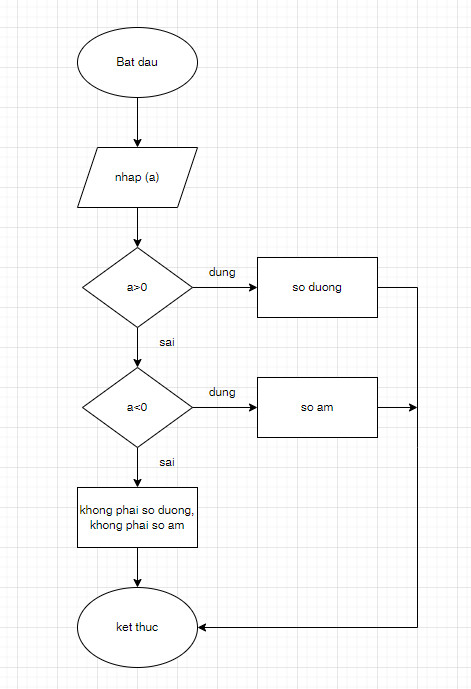 Bat dau
nhap (a)
a>0
dung
so duong
sai
a<0
dung
so am
sai
khong phai so duong,
khong phai so am
ket thuc